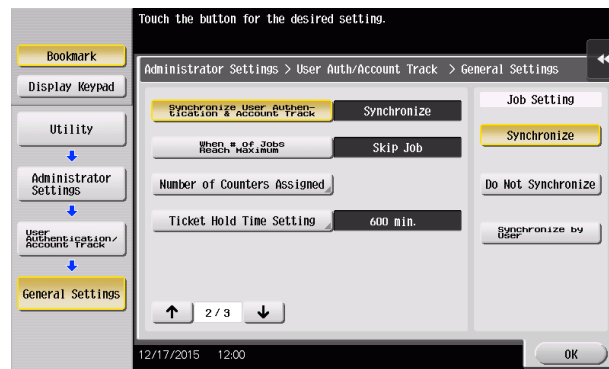 Touch the button for the desired setting.
Bookmark
Display Keypad
Utility
Administrator
Settings
User
Authentication/
Account Track
General Settings
Administrator Settings > User Auth/Account Track > General Settings
Synchronize User Authen-
tication & Account Track
Synchronize
When # of Jobs
Reach Maximum
Skip Job
Number of Counters Assigned
Ticket Hold Time Setting
600 min.
2/3
Job Setting
Synchronize
Do Not Synchronize
Synchronize by
User
12/17/2015 12:00
OK